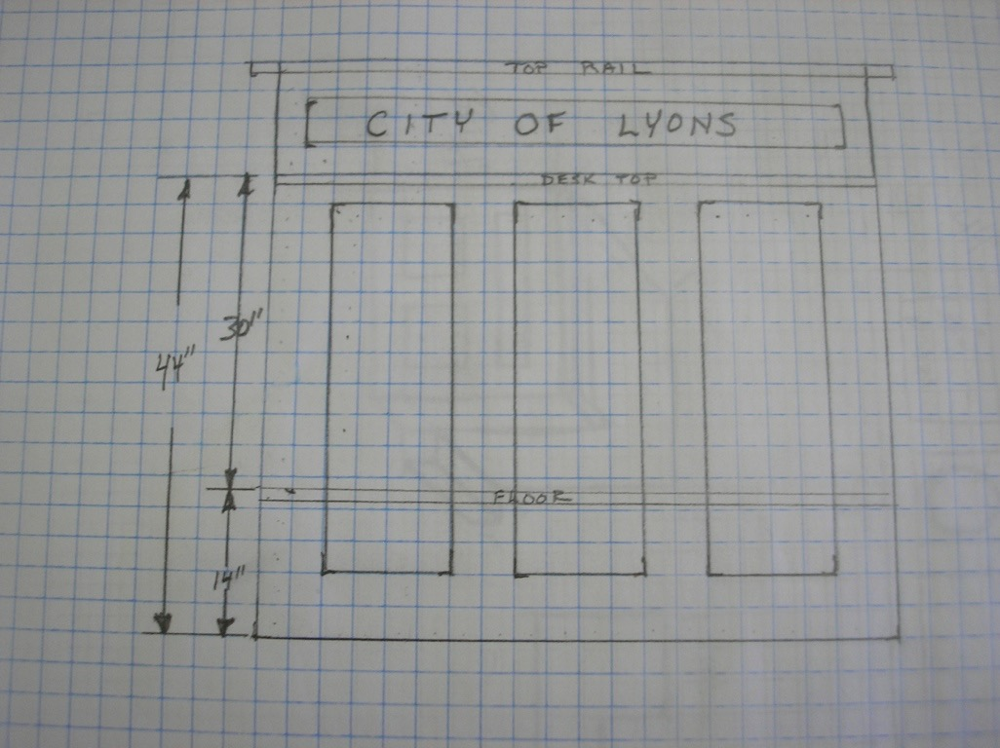 TOP RAIL
CITY OF LYONS
DESK TOP
30"
44"
FLOOR
14"